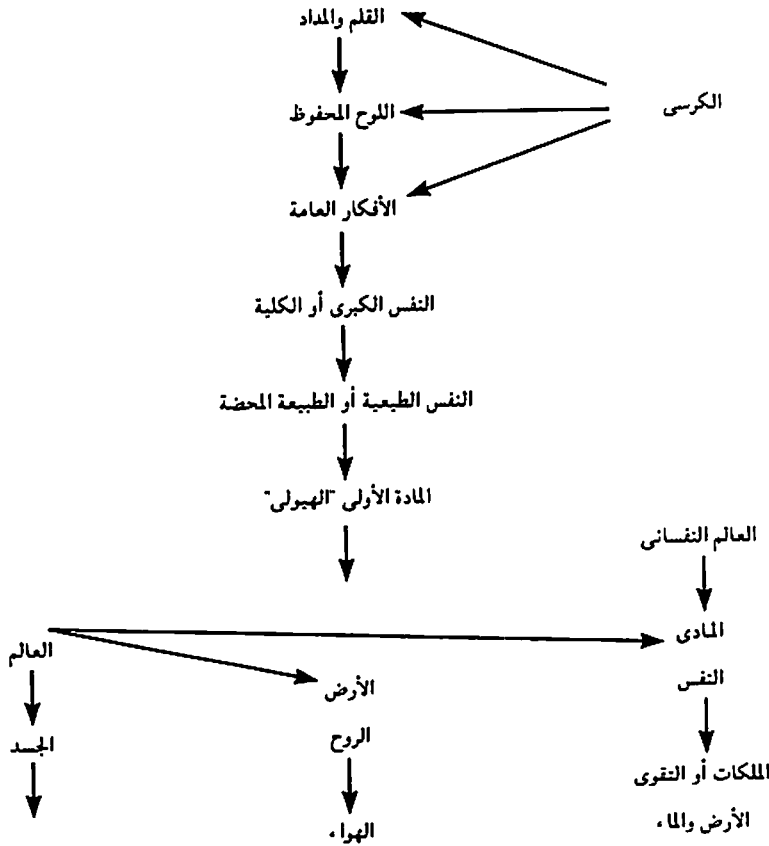 القلم والمداد
الكرسى
اللوح المحفوظ
الأفكار العامة
النفس الكبرى أو الكلية
النفس الطيعية أو الطبيعة المحضة
المادة الأولى "الهيولى"
العالم النفسانى
المادى
العالم
النفس
الأرض
الروح
الجسد
الملكات أو التقوى
الأرض والماء
الهواء